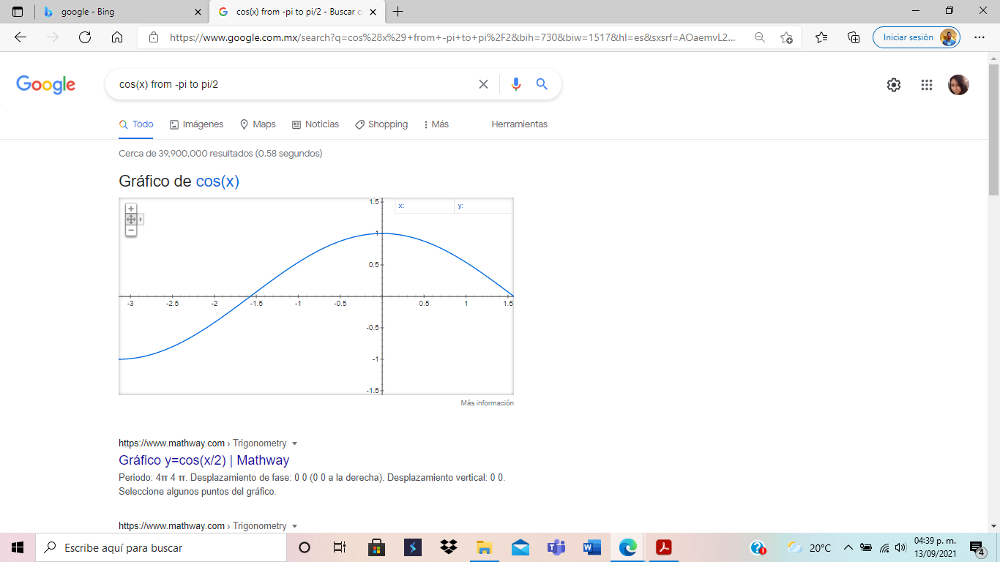 google - Bing
cos(x) from -pi to pi/2 - Buscar c
https://www.google.com.mx/search?q=cos%28x%29+from+-pi+to+pi%2F2&bih=730&biw=1517&hl=es&sxsrf=AOaemvL2...
Iniciar sesión
Google
cos(x) from -pi to pi/2
Todo
Imágenes
Maps
Noticias
Shopping
Más
Herramientas
Cerca de 39,900,000 resultados (0.58 segundos)
Gráfico de cos(x)
x:
y:
1.5
1
0.5
-3
-2.5
-2
-1.5
-1
-0.5
0.5
1
1.5
-0.5
-1
-1.5
Más información
https://www.mathway.com › Trigonometry
Gráfico y=cos(x/2) | Mathway
Periodo: 4π 4 π. Desplazamiento de fase: 0 0 (0 0 a la derecha). Desplazamiento vertical: 0 0.
Seleccione algunos puntos del gráfico.
https://www.mathway.com › Trigonometry
Escribe aquí para buscar
20°C
04:39 p. m.
13/09/2021
4